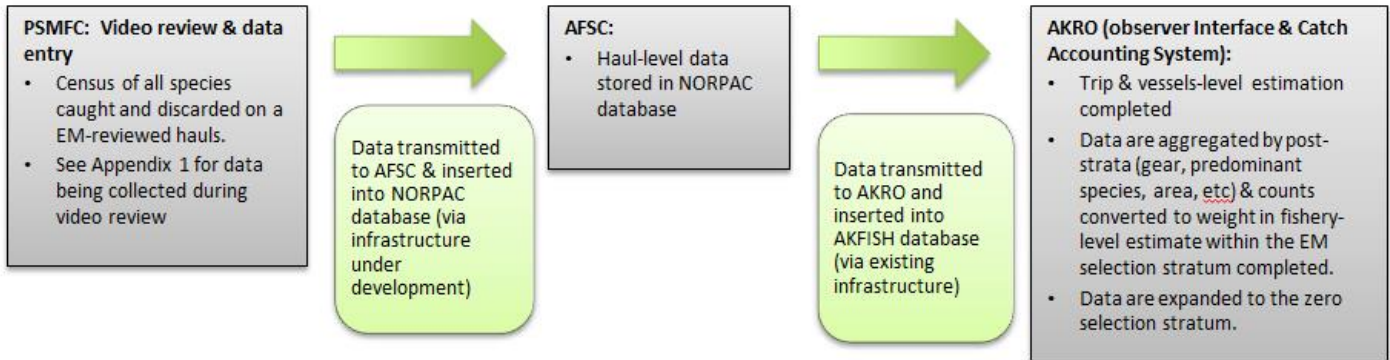 PSMFC:  Video review & data
entry
• Census of all species
caught and discarded on a
EM-reviewed hauls.
• See Appendix 1 for data
being collected during
video review
Data transmitted
to AFSC & inserted
into NORPAC
database (via
infrastructure
under
development)
AFSC:
• Haul-level data
stored in NORPAC
database
Data transmitted
to AKRO and
inserted into
AKFISH database
(via existing
infrastructure)
AKRO (observer Interface & Catch
Accounting System):
• Trip & vessels-level estimation
completed
• Data are aggregated by post-
strata (gear, predominant
species, area, etc) & counts
converted to weight in fishery-
level estimate within the EM
selection stratum completed.
• Data are expanded to the zero
selection stratum.